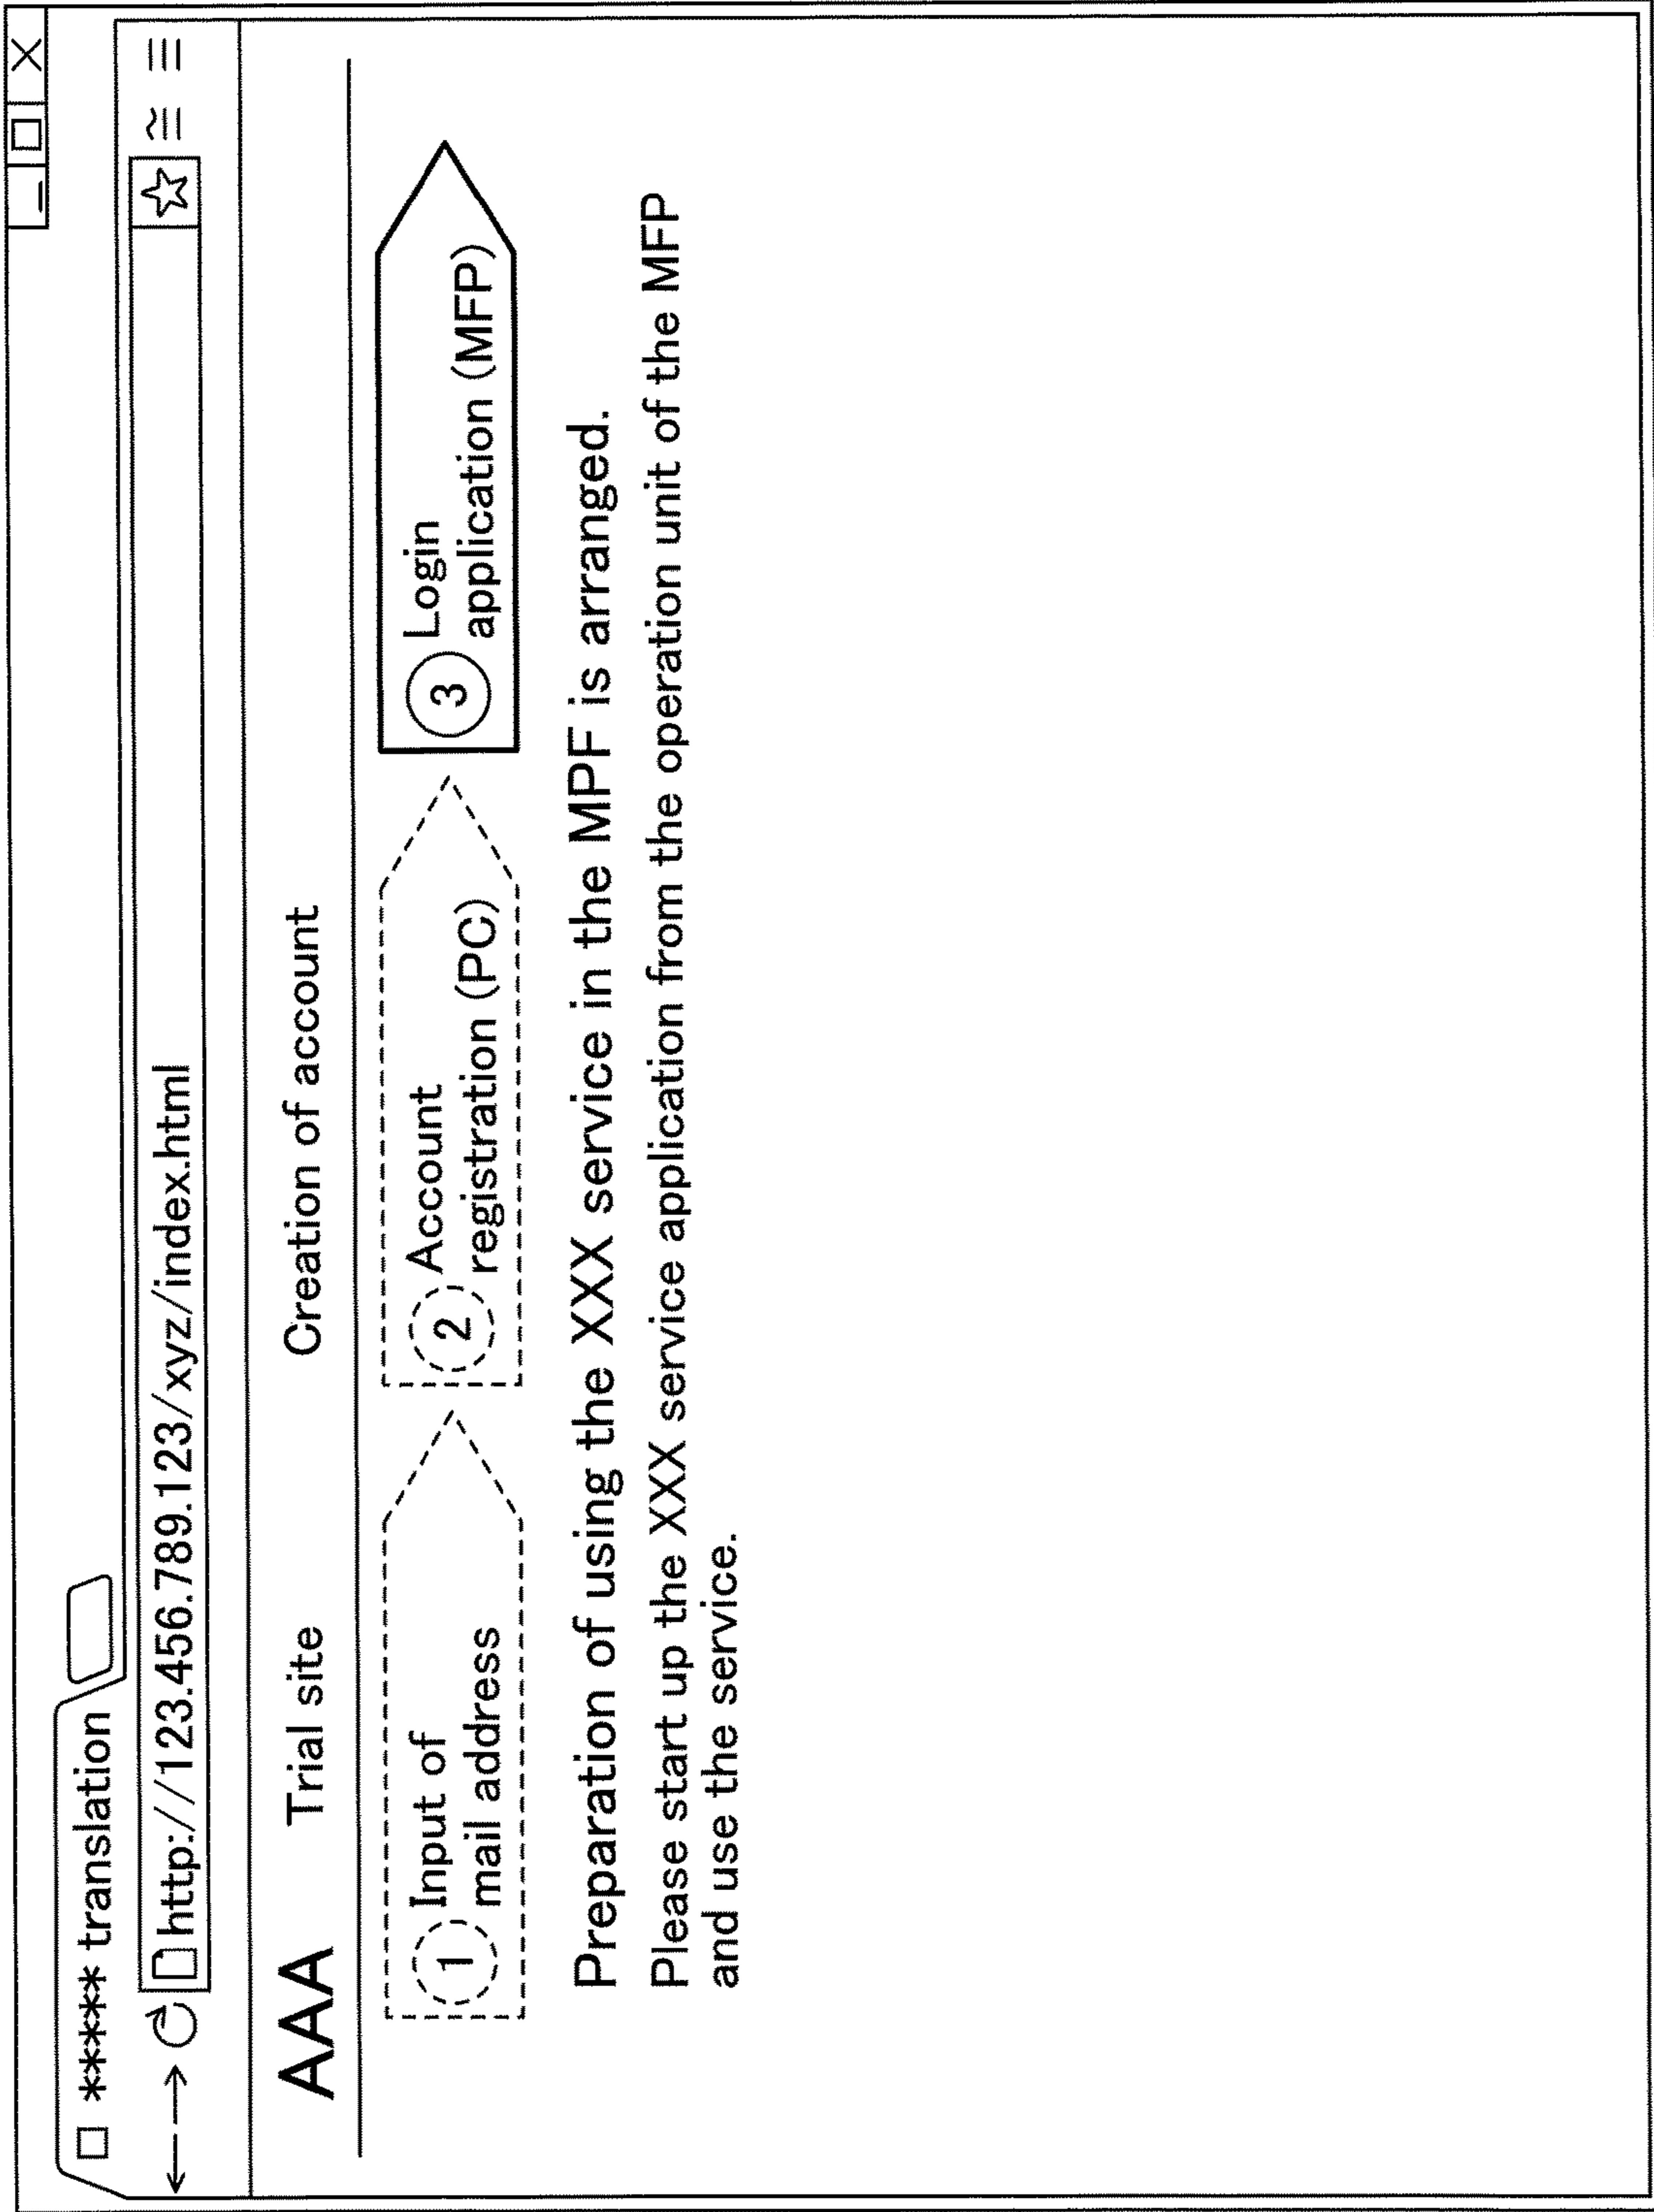 **** translation
http://123.456.789.123/xyz/index.html
AAA Trial site Creation of account
1 Input of
mail address
2 Account
registration (PC)
3 Login
application (MFP)
Preparation of using the XXX service in the MPF is arranged.
Please start up the XXX service application from the operation unit of the MFP
and use the service.